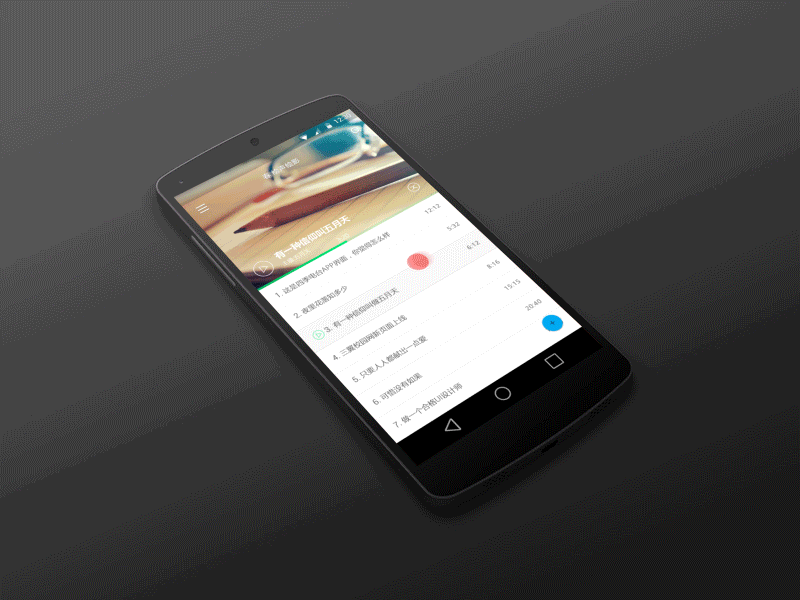 12:
有一种信仰叫五月天
1. 这是四季电台APP界面，你觉得怎么样 12:12
2. 夜里花落知多少 5:32
3. 有一种信仰叫做五月天 6:12
4. 三翼校园网新页面上线 8:16
5. 只要人人都献出一点爱 15:15
6. 可惜没有如果 20:40
7. 做一个合格UI设计师